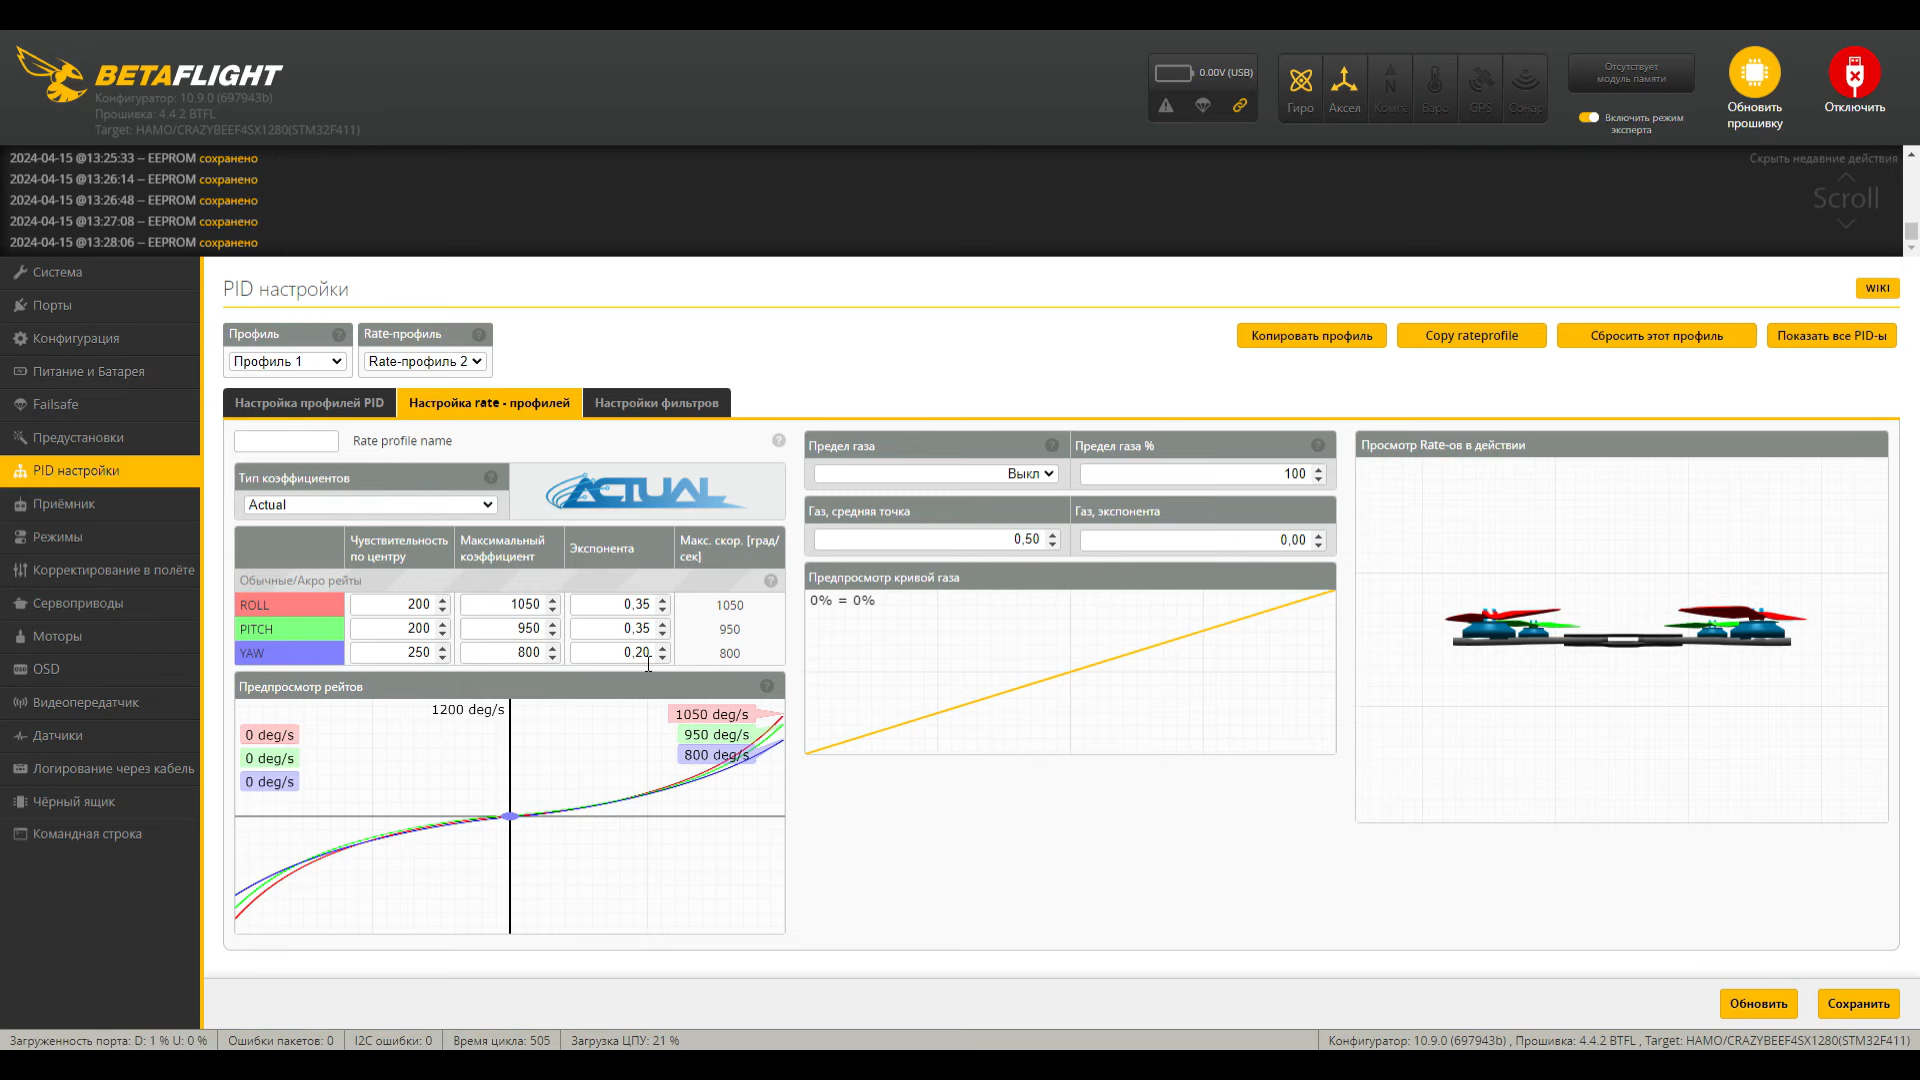 BETAFLIGHT
Конфигуратор: 10.9.0 (697943b)
Прошивка: 4.4.2 BTFL
Target: HAMO/CRAZYBEEF4SX1280(STM32F411)
0.00V (USB)
Гиро
Аксел
Комп
Баро
GPS
Сонар
Отсутствует
модуль памяти
Включить режим
эксперта
Обновить
прошивку
Отключить
2024-04-15 @13:25:33 -- EEPROM сохранено
2024-04-15 @13:26:14 -- EEPROM сохранено
2024-04-15 @13:26:48 -- EEPROM сохранено
2024-04-15 @13:27:08 -- EEPROM сохранено
2024-04-15 @13:28:06 -- EEPROM сохранено
Скрыть недавние действия
Scroll
Система
Порты
Конфигурация
Питание и Батарея
Failsafe
Предустановки
PID настройки
Приёмник
Режимы
Корректирование в полёте
Сервоприводы
Моторы
OSD
Видеопередатчик
Датчики
Логирование через кабель
Чёрный ящик
Командная строка
PID настройки
WIKI
Профиль
Профиль 1
Rate-профиль
Rate-профиль 2
Копировать профиль
Copy rateprofile
Сбросить этот профиль
Показать все PID-ы
Настройка профилей PID
Настройка rate - профилей
Настройки фильтров
Rate profile name
Тип коэффициентов
Actual
ACTUAL
Чувствительность по центру
Максимальный коэффициент
Экспонента
Макс. скор. [град/сек]
Обычные/Акро рейты
ROLL 200 1050 0,35 1050
PITCH 200 950 0,35 950
YAW 250 800 0,20 800
Предпросмотр рейтов
1200 deg/s
0 deg/s
0 deg/s
0 deg/s
1050 deg/s
950 deg/s
800 deg/s
Предел газа
Выкл
Предел газа %
100
Газ, средняя точка
0,50
Газ, экспонента
0,00
Предпросмотр кривой газа
0% = 0%
Просмотр Rate-ов в действии
Обновить
Сохранить
Загруженность порта: D: 1 % U: 0 %
Ошибки пакетов: 0
I2C ошибки: 0
Время цикла: 505
Загрузка ЦПУ: 21 %
Конфигуратор: 10.9.0 (697943b) , Прошивка: 4.4.2 BTFL , Target: HAMO/CRAZYBEEF4SX1280(STM32F411)